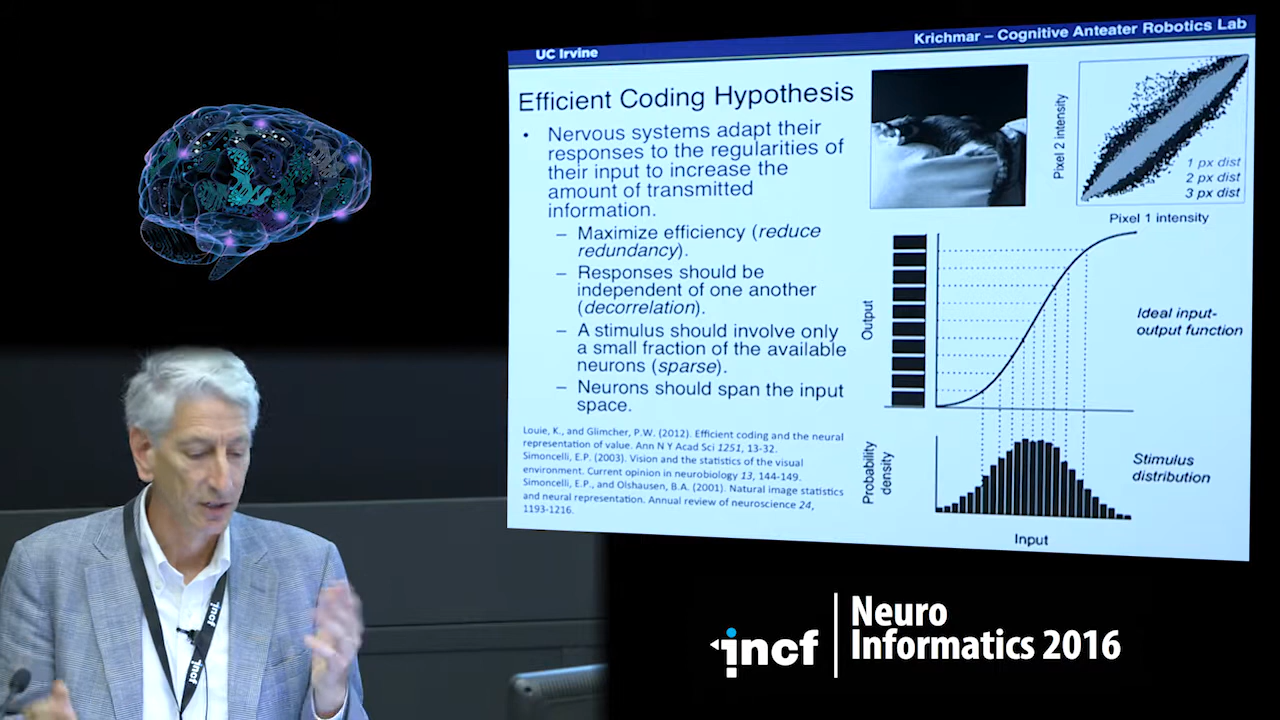 UC Irvine
Krichmar – Cognitive Anteater Robotics Lab
Efficient Coding Hypothesis
• Nervous systems adapt their
responses to the regularities of
their input to increase the
amount of transmitted
information.
– Maximize efficiency (reduce
redundancy).
– Responses should be
independent of one another
(decorrelation).
– A stimulus should involve only
a small fraction of the available
neurons (sparse).
– Neurons should span the input
space.
Louie, K., and Glimcher, P.W. (2012). Efficient coding and the neural
representation of value. Ann N Y Acad Sci 1251, 13-32.
Simoncelli, E.P. (2003). Vision and the statistics of the visual
environment. Current opinion in neurobiology 13, 144-149.
Simoncelli, E.P., and Olshausen, B.A. (2001). Natural image statistics
and neural representation. Annual review of neuroscience 24,
1193-1216.
Pixel 2 intensity
1 px dist
2 px dist
3 px dist
Pixel 1 intensity
Output
Ideal input-
output function
Probability
density
Stimulus
distribution
Input
incf
incf
incf
Neuro
Informatics 2016